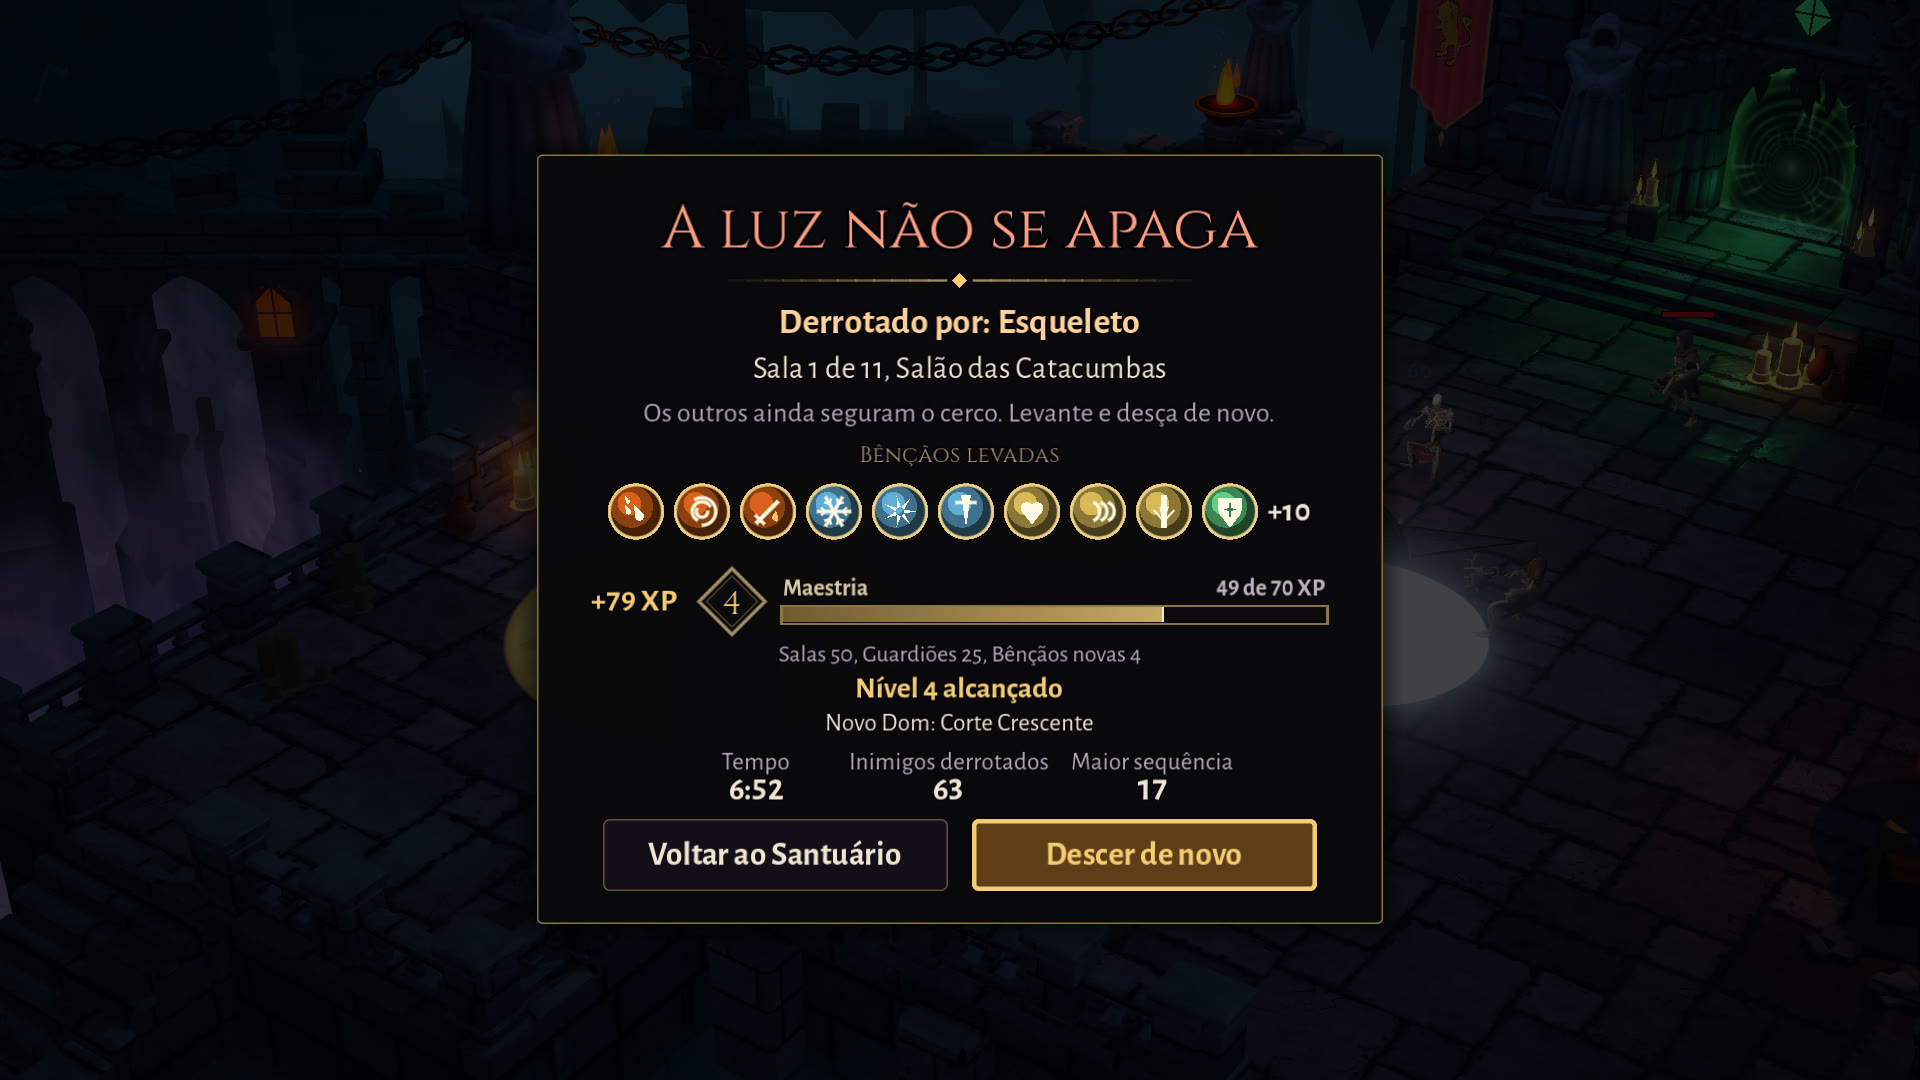 A LUZ NÃO SE APAGA
Derrotado por: Esqueleto
Sala 1 de 11, Salão das Catacumbas
Os outros ainda seguram o cerco. Levante e desça de novo.
BÊNÇÃOS LEVADAS
+10
+79 XP
4
Maestria
49 de 70 XP
Salas 50, Guardiões 25, Bênçãos novas 4
Nível 4 alcançado
Novo Dom: Corte Crescente
Tempo Inimigos derrotados Maior sequência
6:52 63 17
Voltar ao Santuário
Descer de novo